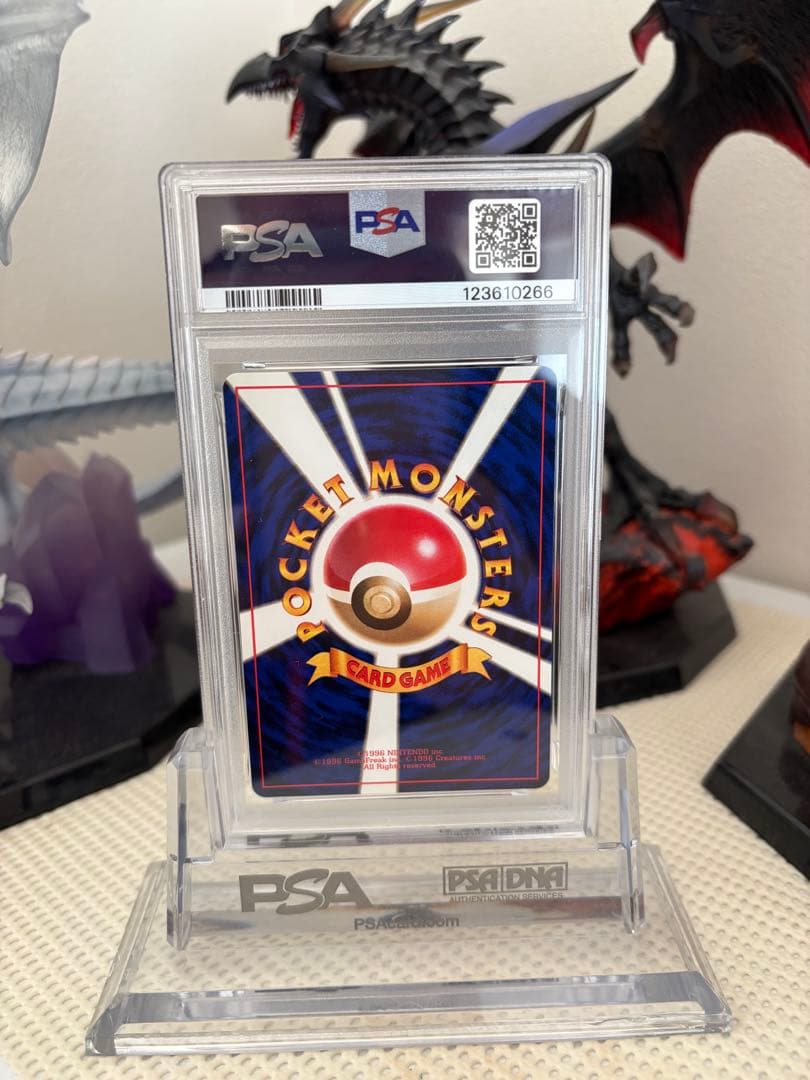 PSA
PSA
123610266
POCKET MONSTERS
CARD GAME
©1996 NINTENDO inc.
©1996 GameFreak inc. ©1996 Creatures inc.
All Rights reserved.
PSA
PSA DNA
AUTHENTICATION SERVICES
PSAcard.com